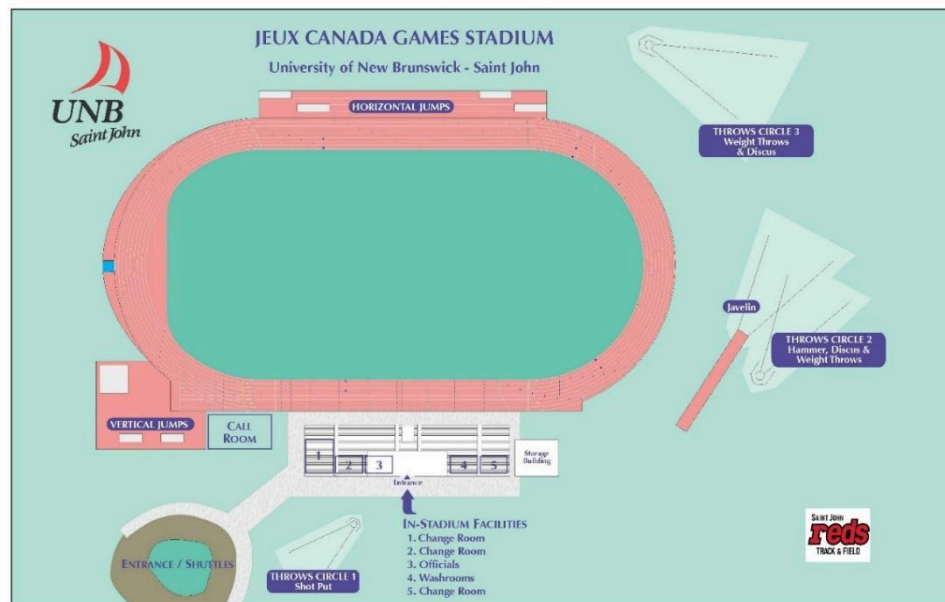 JEUX CANADA GAMES STADIUM
University of New Brunswick - Saint John
UNB
Saint John
HORIZONTAL JUMPS
THROWS CIRCLE 3
Weight Throws
& Discus
Javelin
THROWS CIRCLE 2
Hammer, Discus &
Weight Throws
VERTICAL JUMPS
CALL
ROOM
1
2
3
4
5
Storage
Building
Entrance
IN-STADIUM FACILITIES
1. Change Room
2. Change Room
3. Officials
4. Washrooms
5. Change Room
ENTRANCE / SHUTTLES
THROWS CIRCLE 1
Shot Put
SAINT JOHN
reds
TRACK & FIELD